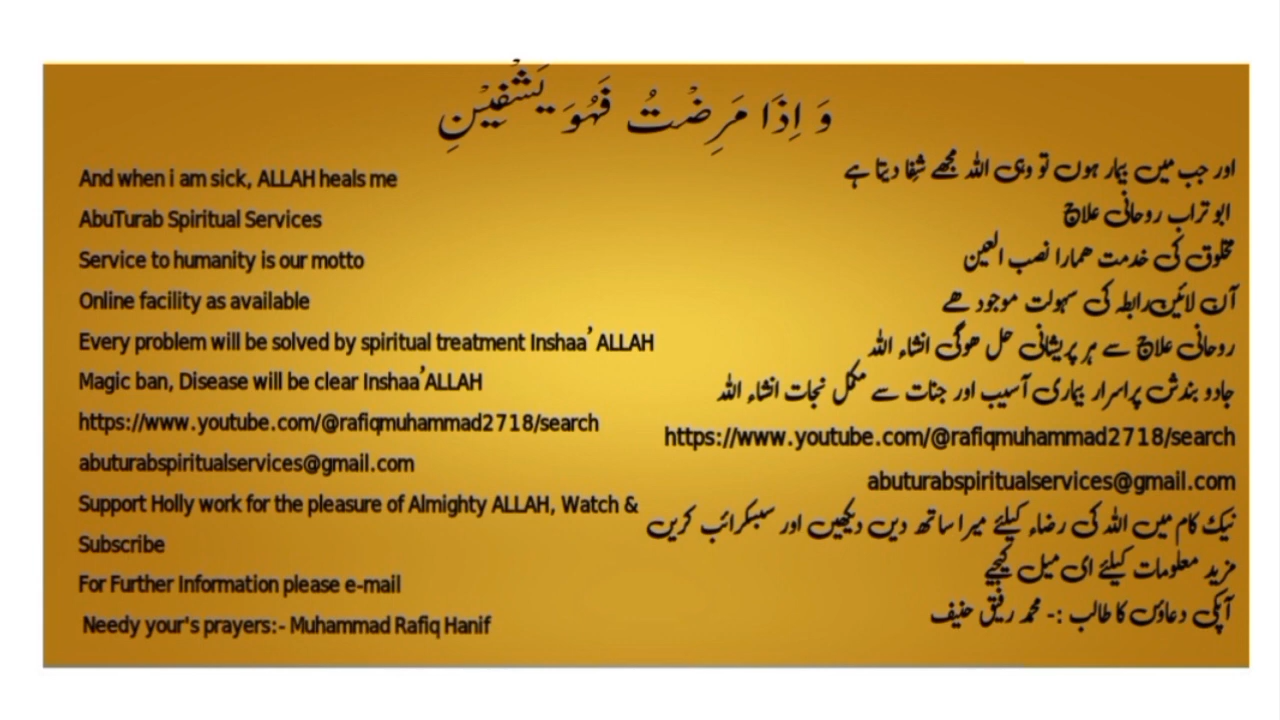 وَ اِذَا مَرِضْتُ فَهُوَ یَشْفِیْنِ
And when i am sick, ALLAH heals me
AbuTurab Spiritual Services
Service to humanity is our motto
Online facility as available
Every problem will be solved by spiritual treatment Inshaa’ ALLAH
Magic ban, Disease will be clear Inshaa’ALLAH
https://www.youtube.com/@rafiqmuhammad2718/search
abuturabspiritualservices@gmail.com
Support Holly work for the pleasure of Almighty ALLAH, Watch &
Subscribe
For Further Information please e-mail
Needy your's prayers:- Muhammad Rafiq Hanif
اور جب میں بیمار ہوں تو وہی اللہ مجھے شِفا دیتا ہے
ابو تراب روحانی علاج
مخلوق کی خدمت ھمارا نصب العین
آن لائین رابطہ کی سہولت موجود ھے
روحانی علاج سے ہر پریشانی حل ھوگی انشاء اللہ
جادو بندش پراسرار بیماری آسیب اور جنات سے مکمل نجات انشاء اللہ
https://www.youtube.com/@rafiqmuhammad2718/search
abuturabspiritualservices@gmail.com
نیک کام میں اللہ کی رضاء کیلئے میرا ساتھ دیں دیکھیں اور سبسکرائب کریں
مزید معلومات کیلئے ای میل کیجیے
آپکی دعاؤں کا طالب :- محمد رفیق حنیف